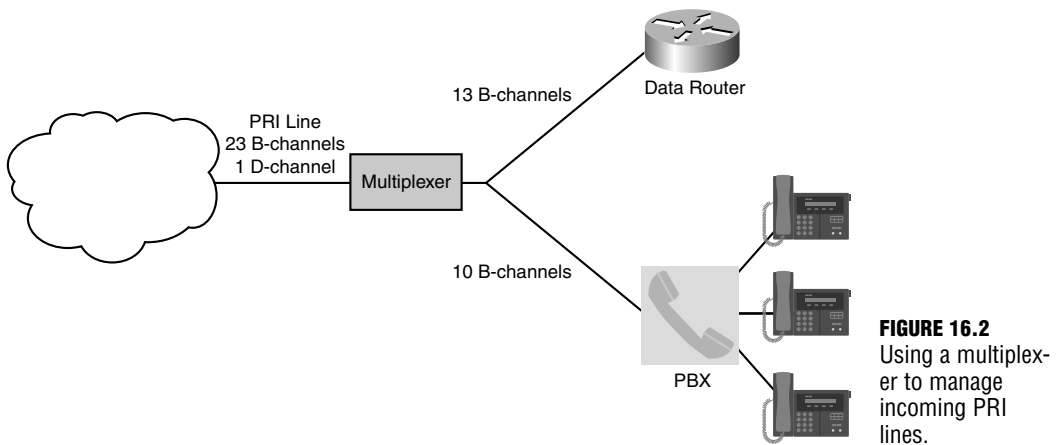 PRI Line
23 B-channels
1 D-channel
Multiplexer
13 B-channels
Data Router
10 B-channels
PBX
FIGURE 16.2
Using a multiplex-
er to manage
incoming PRI
lines.